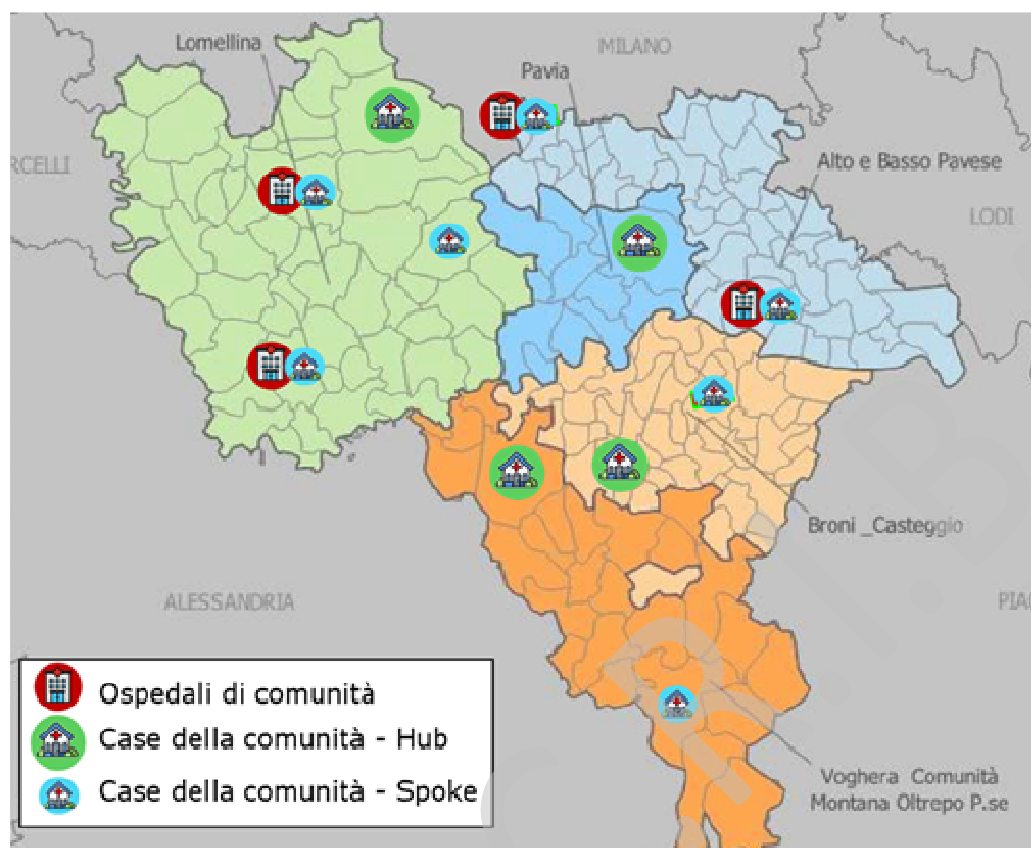 Lomellina
MILANO
Pavia
RCELLI
Alto e Basso Pavese
LODI
Broni _Casteggio
ALESSANDRIA
PIA
Ospedali di comunità
Case della comunità - Hub
Case della comunità - Spoke
Voghera Comunità
Montana Oltrepo P.se